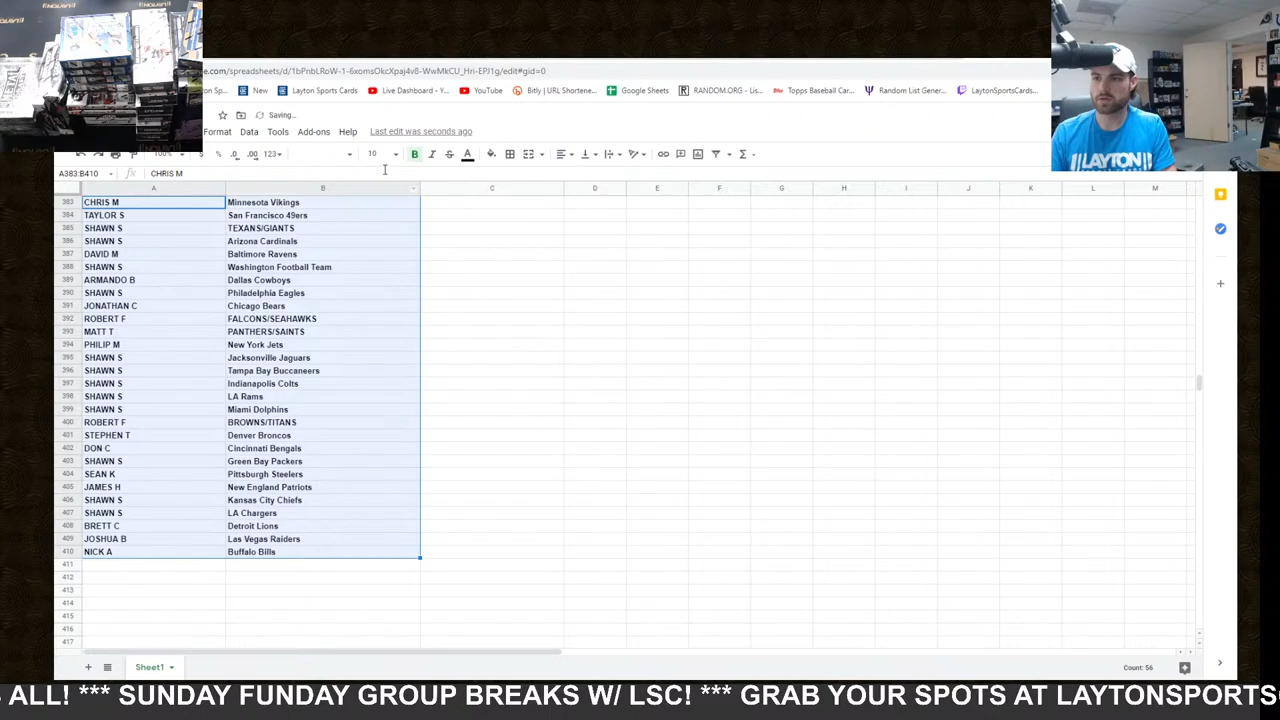 e.com/spreadsheets/d/1bPnbLRoW-1-6xomsOkcXpaj4v8-WwMkCU_Hri-EPJ1g/edit#gid=0
on Sp... New Layton Sports Cards Live Dashboard - Y... YouTube Bitly | URL Shortene... Google Sheets RANDOM.ORG - Lis... Topps Baseball Car... Random List Gener... LaytonSportsCards...
Saving...
Format Data Tools Add-ons Help Last edit was seconds ago
100% % .0 .00 123 10 B
A383:B410 CHRIS M
A B C D E F G H I J K L M
383 CHRIS M Minnesota Vikings
384 TAYLOR S San Francisco 49ers
385 SHAWN S TEXANS/GIANTS
386 SHAWN S Arizona Cardinals
387 DAVID M Baltimore Ravens
388 SHAWN S Washington Football Team
389 ARMANDO B Dallas Cowboys
390 SHAWN S Philadelphia Eagles
391 JONATHAN C Chicago Bears
392 ROBERT F FALCONS/SEAHAWKS
393 MATT T PANTHERS/SAINTS
394 PHILIP M New York Jets
395 SHAWN S Jacksonville Jaguars
396 SHAWN S Tampa Bay Buccaneers
397 SHAWN S Indianapolis Colts
398 SHAWN S LA Rams
399 SHAWN S Miami Dolphins
400 ROBERT F BROWNS/TITANS
401 STEPHEN T Denver Broncos
402 DON C Cincinnati Bengals
403 SHAWN S Green Bay Packers
404 SEAN K Pittsburgh Steelers
405 JAMES H New England Patriots
406 SHAWN S Kansas City Chiefs
407 SHAWN S LA Chargers
408 BRETT C Detroit Lions
409 JOSHUA B Las Vegas Raiders
410 NICK A Buffalo Bills
411
412
413
414
415
416
417
Sheet1 Count: 56
LAYTON
ALL! *** SUNDAY FUNDAY GROUP BREAKS W/ LSC! *** GRAB YOUR SPOTS AT LAYTONSPORTS